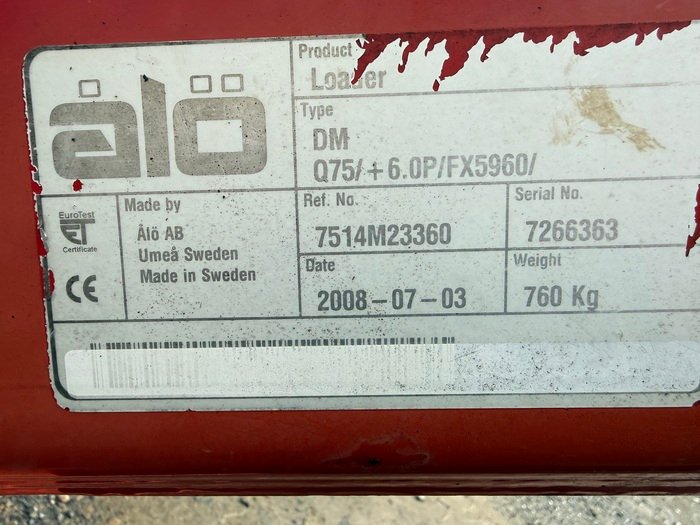 ålö
Product
Loader
Type
DM
Q75/+6.0P/FX5960/
EuroTest
ET
Certificate
CE
Made by
Ålö AB
Umeå Sweden
Made in Sweden
Ref. No.
7514M23360
Serial No.
7266363
Date
2008-07-03
Weight
760 Kg